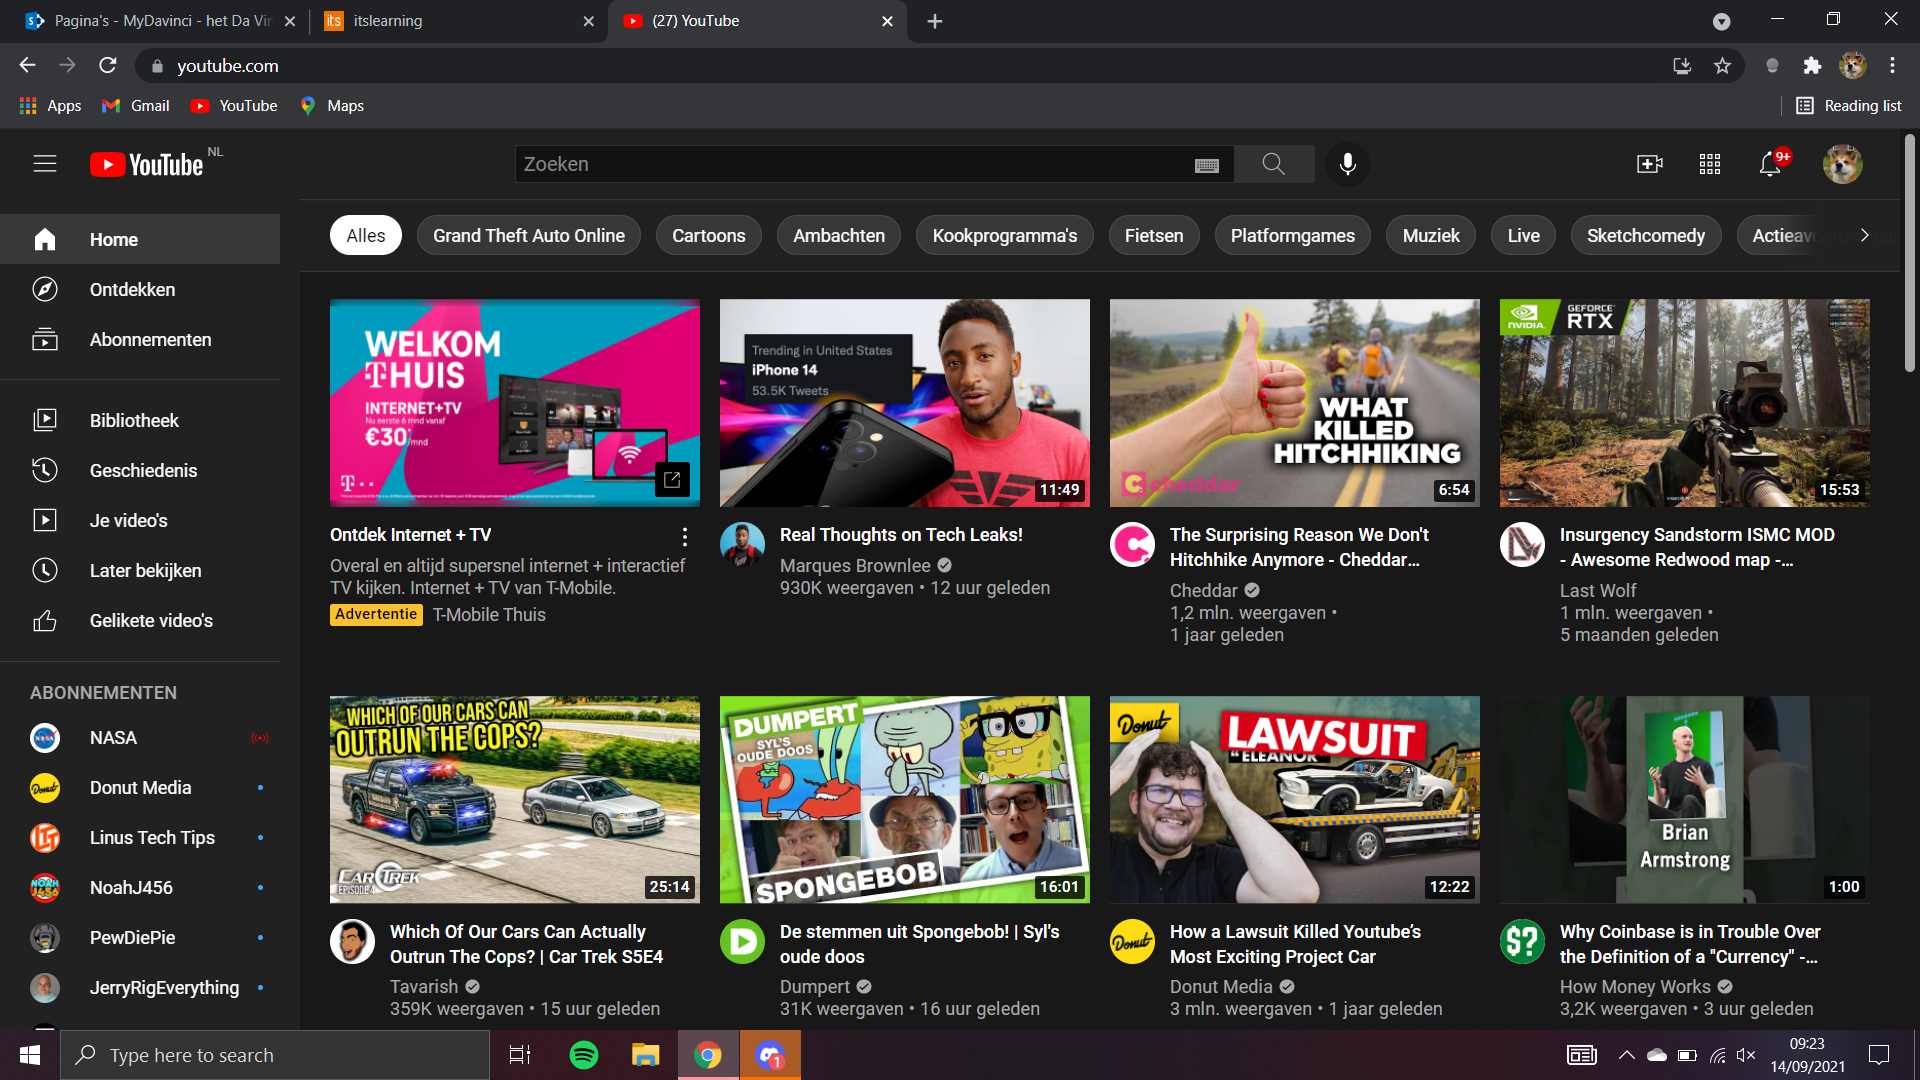 Pagina's - MyDavinci - het Da Vin
itslearning
(27) YouTube
youtube.com
Apps
Gmail
YouTube
Maps
Reading list
YouTube NL
Zoeken
9+
Alles
Grand Theft Auto Online
Cartoons
Ambachten
Kookprogramma's
Fietsen
Platformgames
Muziek
Live
Sketchcomedy
Home
Ontdekken
Abonnementen
Bibliotheek
Geschiedenis
Je video's
Later bekijken
Gelikete video's
ABONNEMENTEN
NASA
Donut Media
Linus Tech Tips
NoahJ456
PewDiePie
JerryRigEverything
WELKOM
THUIS
INTERNET+TV
Nu eerste 6 mnd vanaf
€30 /mnd
Ontdek Internet + TV
Overal en altijd supersnel internet + interactief
TV kijken. Internet + TV van T-Mobile.
Advertentie T-Mobile Thuis
Trending in United States
iPhone 14
53.5K Tweets
11:49
Real Thoughts on Tech Leaks!
Marques Brownlee
930K weergaven • 12 uur geleden
WHAT
KILLED
HITCHHIKING
cheddar
6:54
The Surprising Reason We Don't
Hitchhike Anymore - Cheddar...
Cheddar
1,2 mln. weergaven •
1 jaar geleden
NVIDIA.
GEFORCE
RTX
15:53
Insurgency Sandstorm ISMC MOD
- Awesome Redwood map -...
Last Wolf
1 mln. weergaven •
5 maanden geleden
WHICH OF OUR CARS CAN
OUTRUN THE COPS?
CAR TREK
EPISODE 4
25:14
Which Of Our Cars Can Actually
Outrun The Cops? | Car Trek S5E4
Tavarish
359K weergaven • 15 uur geleden
DUMPERT
SYL'S
OUDE DOOS
SPONGEBOB
16:01
De stemmen uit Spongebob! | Syl's
oude doos
Dumpert
31K weergaven • 16 uur geleden
Donut
LAWSUIT
"ELEANOR"
12:22
Donut
How a Lawsuit Killed Youtube's
Most Exciting Project Car
Donut Media
3 mln. weergaven • 1 jaar geleden
Brian
Armstrong
1:00
$?
Why Coinbase is in Trouble Over
the Definition of a "Currency" -...
How Money Works
3,2K weergaven • 3 uur geleden
Type here to search
1
09:23
14/09/2021